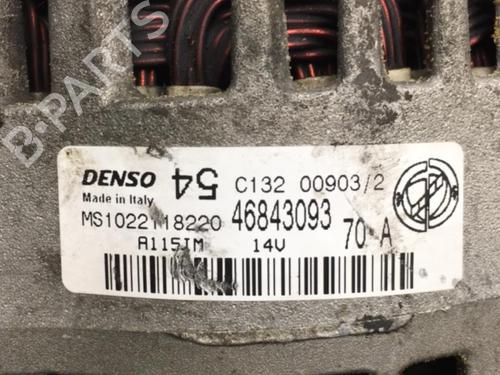 B-PARTS
DENSO 54 C132 00903/2
Made in Italy
MS1022118220 46843093
A115IM 14V 70 A